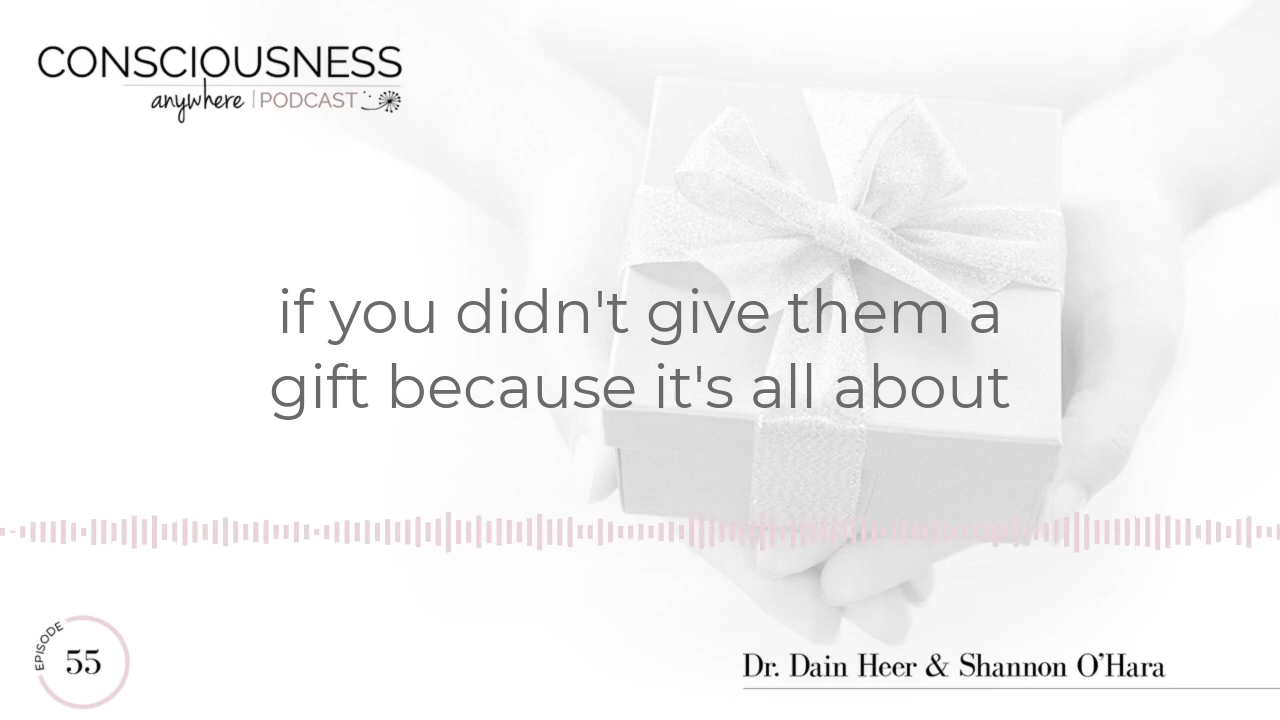 CONSCIOUSNESS
anywhere | PODCAST
if you didn't give them a
gift because it's all about
EPISODE
55
Dr. Dain Heer & Shannon O'Hara